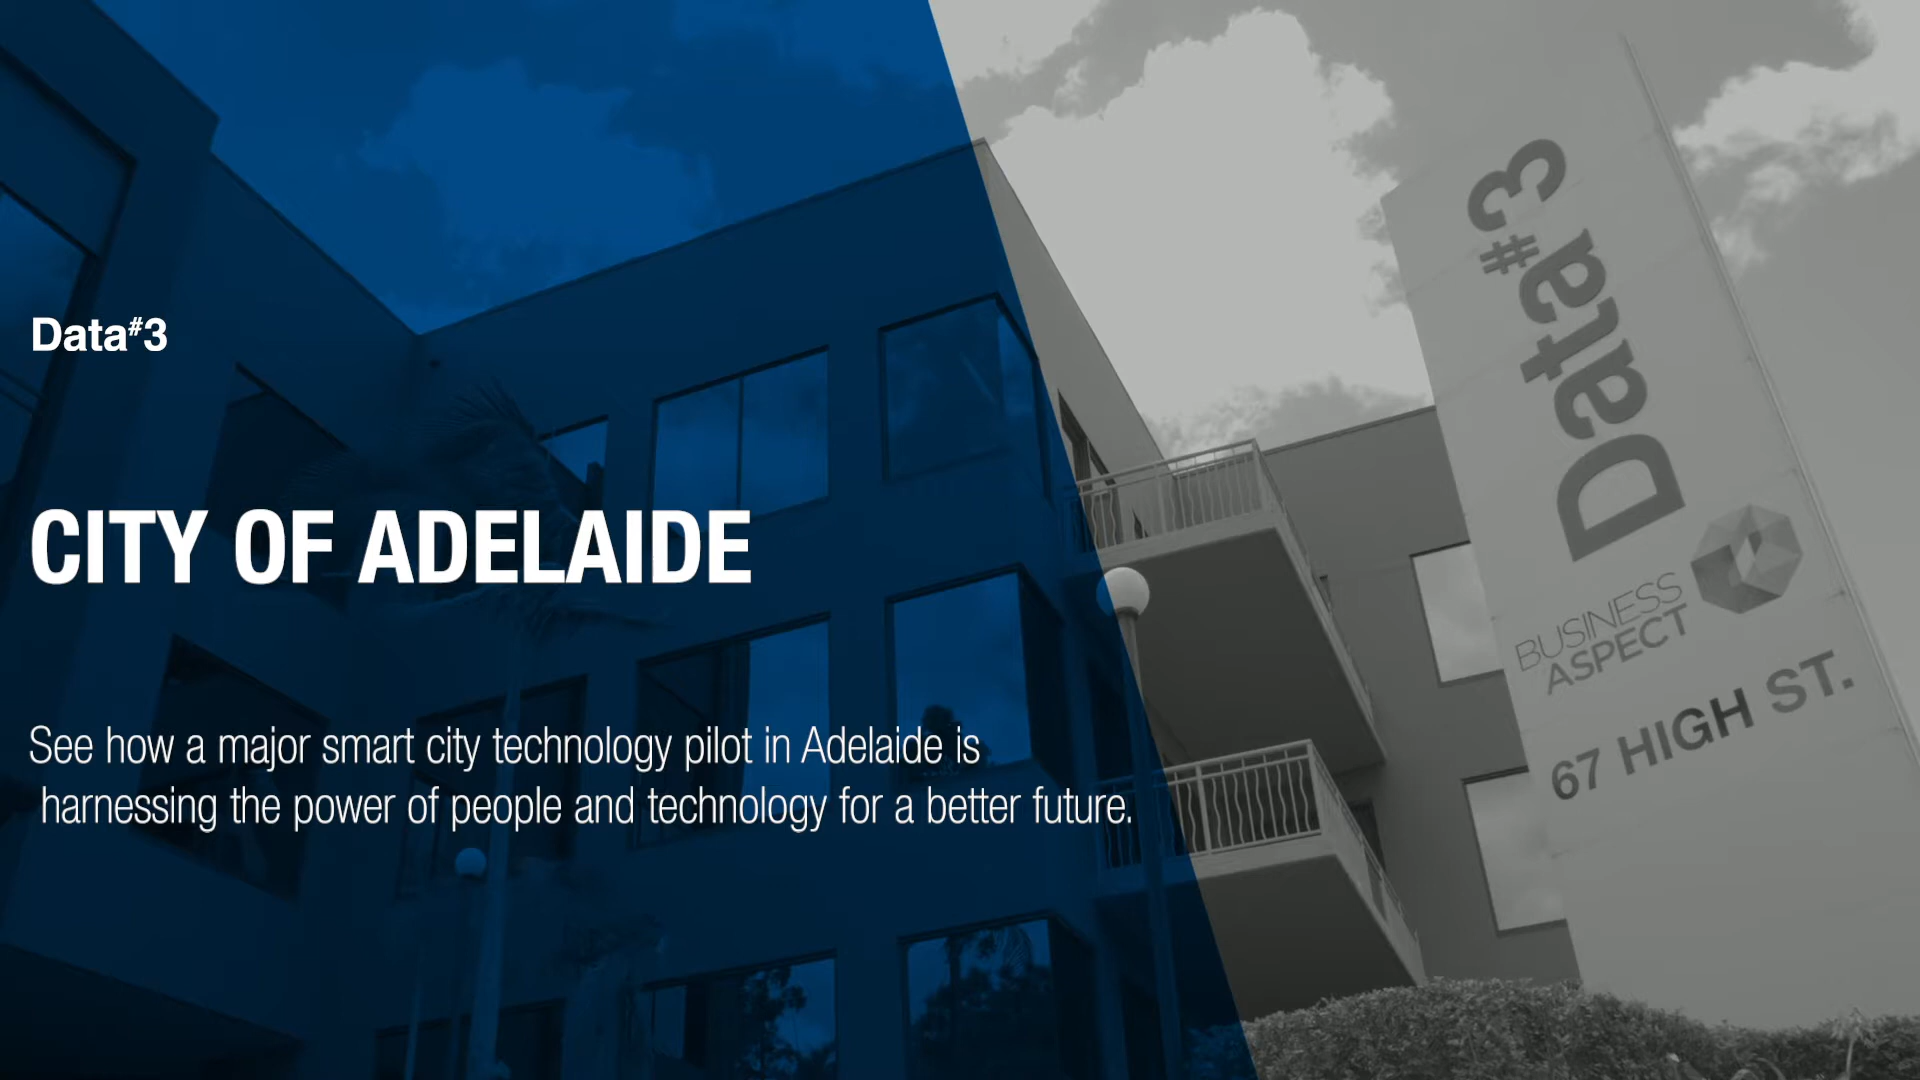 Data#3
CITY OF ADELAIDE
See how a major smart city technology pilot in Adelaide is
harnessing the power of people and technology for a better future.
Data#3
BUSINESS
ASPECT
67 HIGH ST.